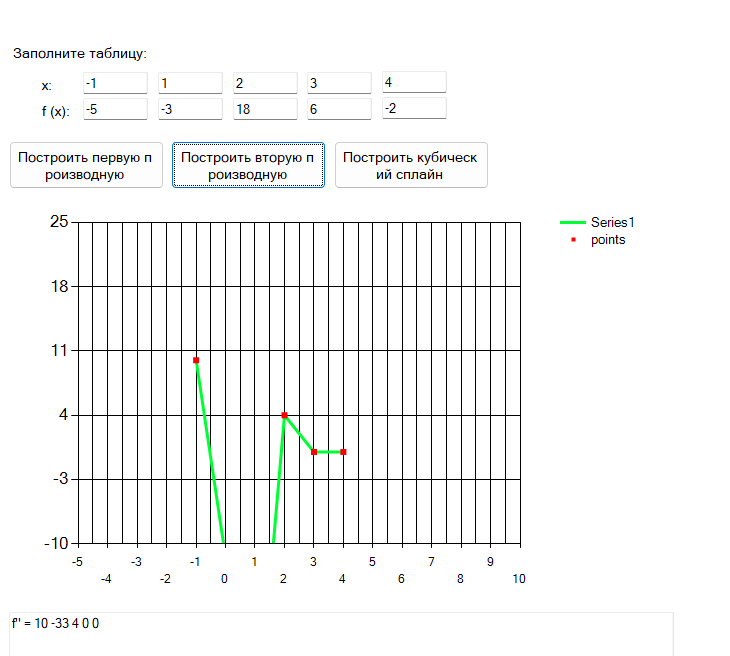 Заполните таблицу:
x: -1 1 2 3 4
f (x): -5 -3 18 6 -2
Построить первую п
роизводную
Построить вторую п
роизводную
Построить кубическ
ий сплайн
25
18
11
4
-3
-10
-5 -3 -1 1 3 5 7 9
-4 -2 0 2 4 6 8 10
Series1
points
f'' = 10 -33 4 0 0